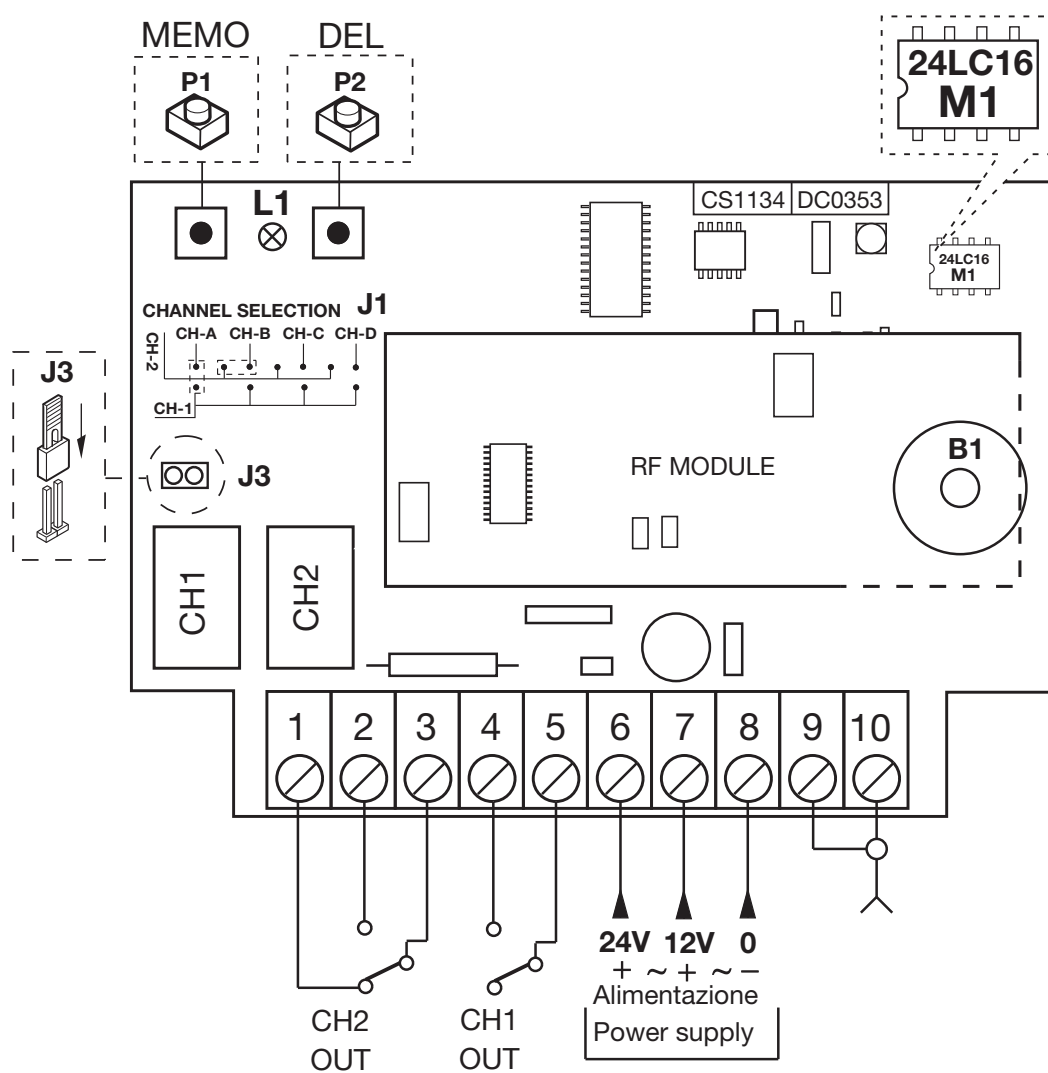 MEMO DEL
P1 P2
24LC16
M1
L1
CS1134 DC0353
24LC16
M1
CHANNEL SELECTION J1
CH-2
CH-A CH-B CH-C CH-D
CH-1
J3
J3
RF MODULE
B1
CH1
CH2
1 2 3 4 5 6 7 8 9 10
24V 12V 0
+ ~ + ~ –
Alimentazione
Power supply
CH2
OUT
CH1
OUT